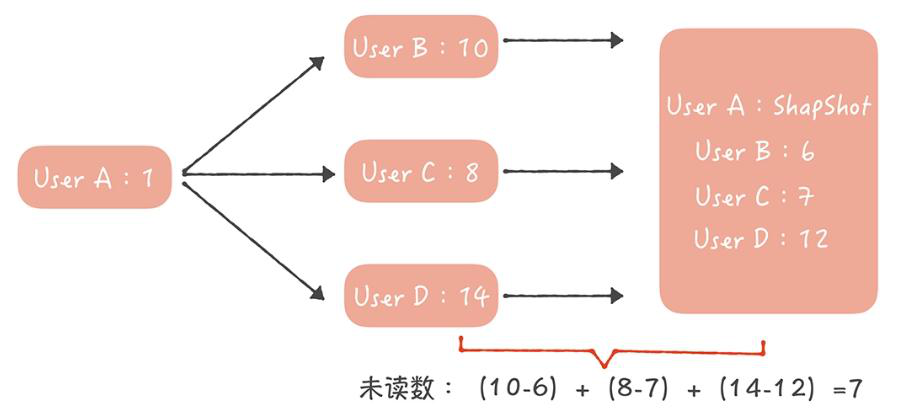 User A : 1
User B : 10
User C : 8
User D : 14
User A : ShapShot
User B : 6
User C : 7
User D : 12
未读数 : (10-6) + (8-7) + (14-12) =7